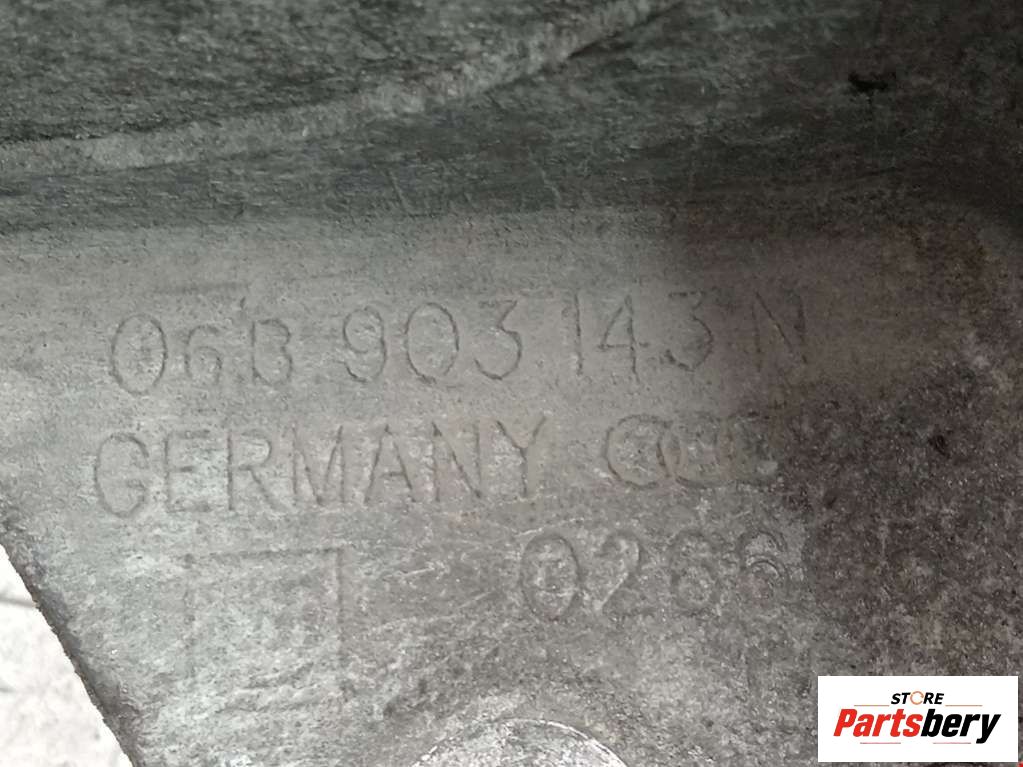 06B 903 143 N
GERMANY
0266
STORE
Partsbery